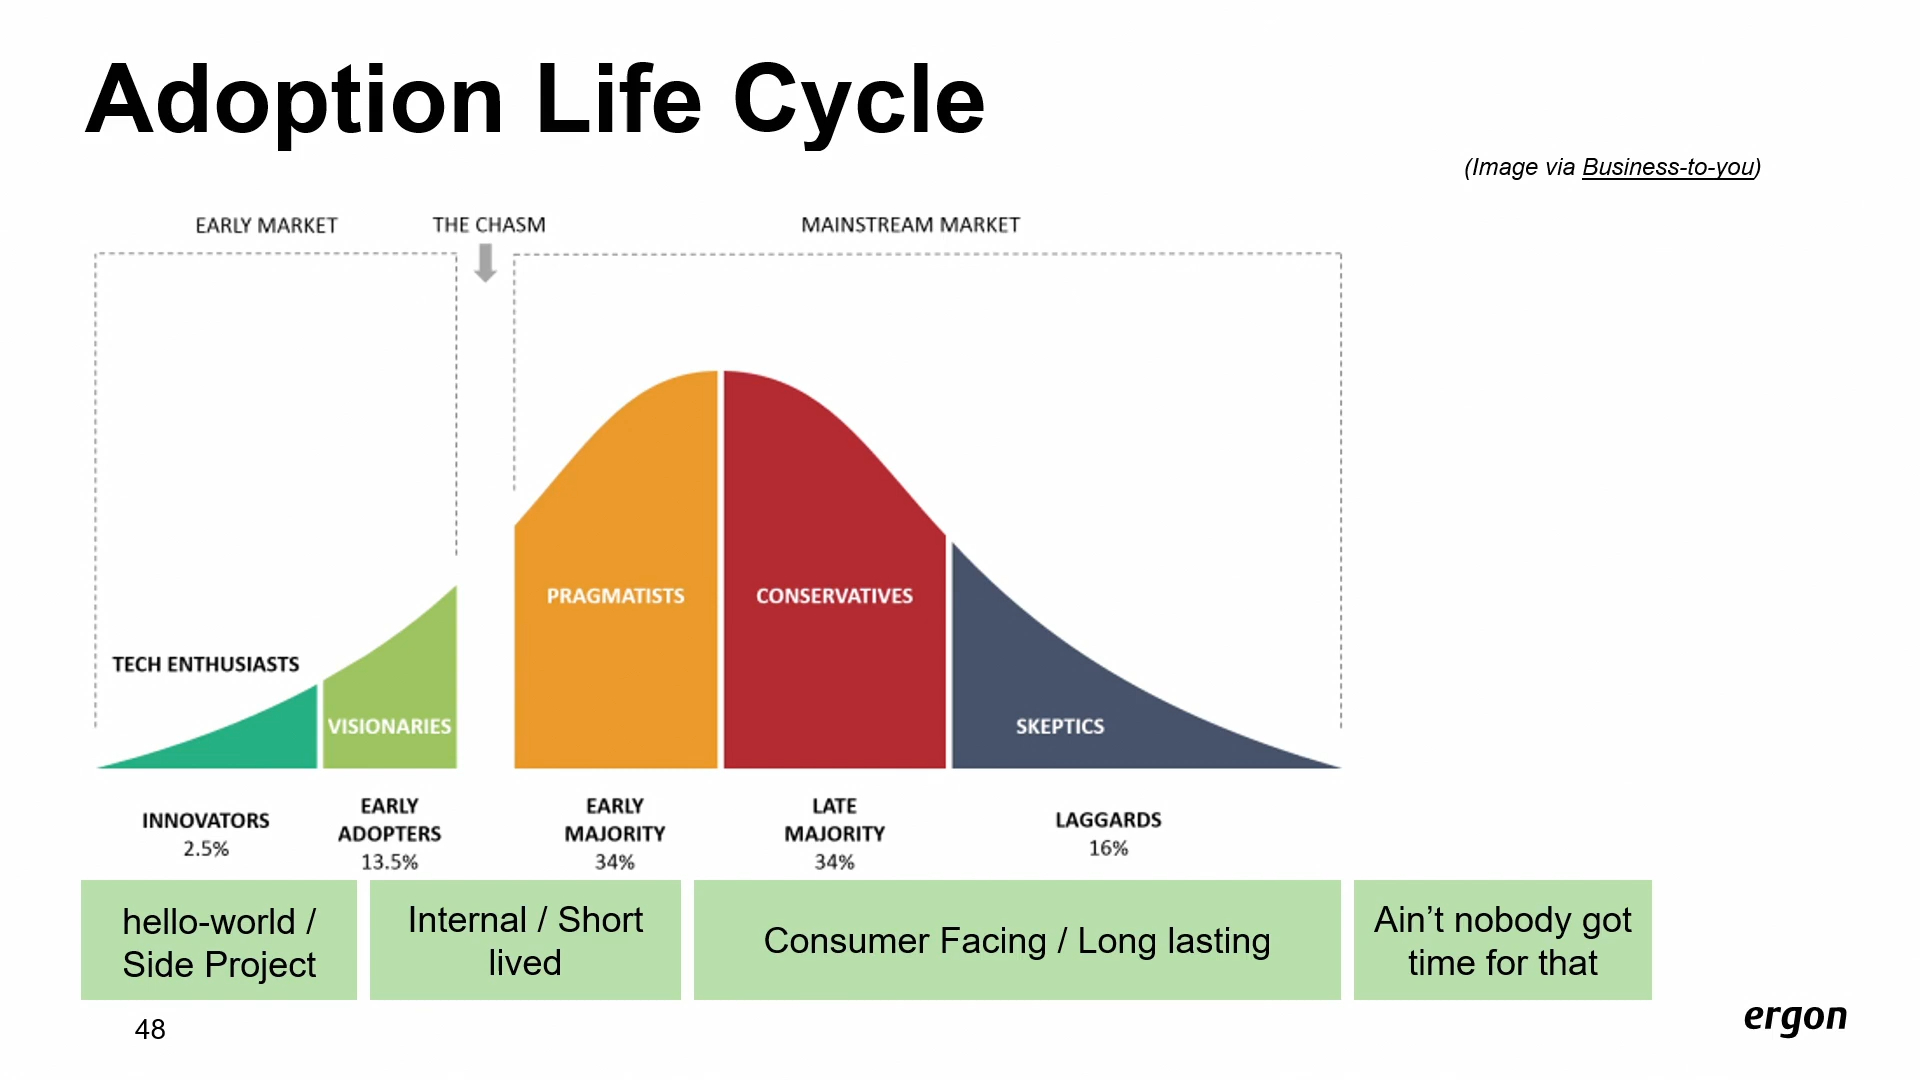 Adoption Life Cycle
(Image via Business-to-you)
EARLY MARKET
THE CHASM
MAINSTREAM MARKET
TECH ENTHUSIASTS
VISIONARIES
PRAGMATISTS
CONSERVATIVES
SKEPTICS
INNOVATORS
2.5%
EARLY
ADOPTERS
13.5%
EARLY
MAJORITY
34%
LATE
MAJORITY
34%
LAGGARDS
16%
hello-world /
Side Project
Internal / Short
lived
Consumer Facing / Long lasting
Ain’t nobody got
time for that
48
ergon